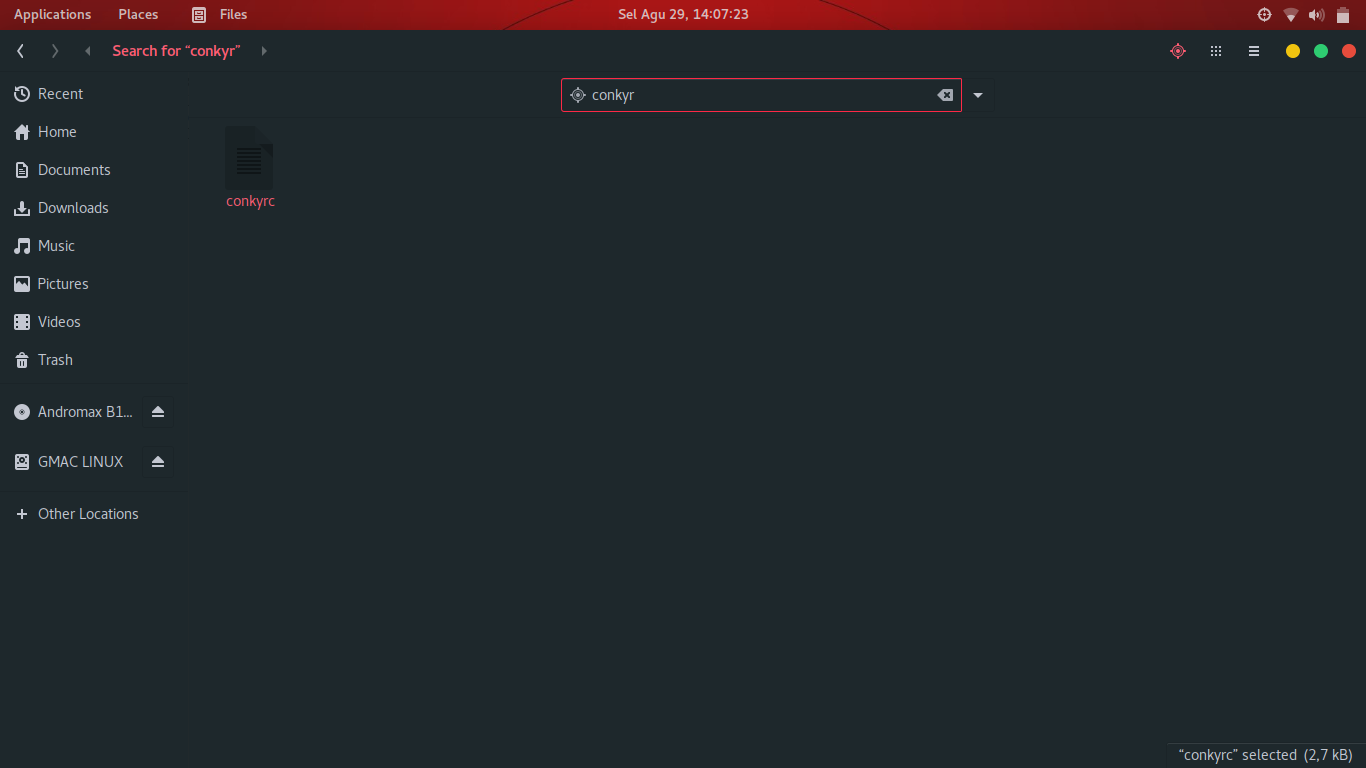 Applications Places Files Sel Agu 29, 14:07:23
Search for “conkyr”
conkyr
Recent
Home
Documents
Downloads
Music
Pictures
Videos
Trash
Andromax B1...
GMAC LINUX
Other Locations
conkyrc
“conkyrc” selected (2,7 kB)